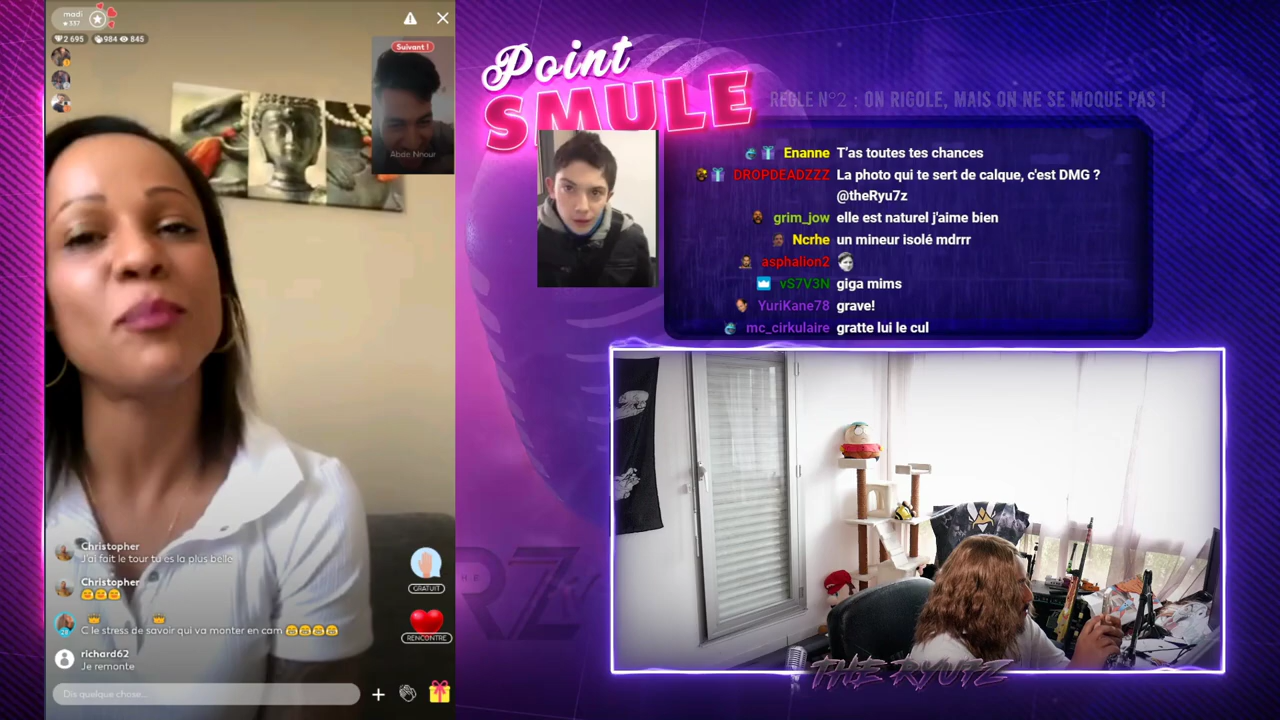 madi
337
2 695
984
845
Suivant !
Abde Nnour
Christopher
J'ai fait le tour tu es la plus belle
Christopher
C le stress de savoir qui va monter en cam
richard62
Je remonte
GRATUIT
RENCONTRE
Dis quelque chose...
Point
SMULE
RÈGLE N°2 : ON RIGOLE, MAIS ON NE SE MOQUE PAS !
Enanne T'as toutes tes chances
DROPDEADZZZ La photo qui te sert de calque, c'est DMG ?
@theRyu7z
grim_jow elle est naturel j'aime bien
Ncrhe un mineur isolé mdrrr
asphalion2
vS7V3N giga mims
YuriKane78 grave!
mc_cirkulaire gratte lui le cul
THE RYU7Z